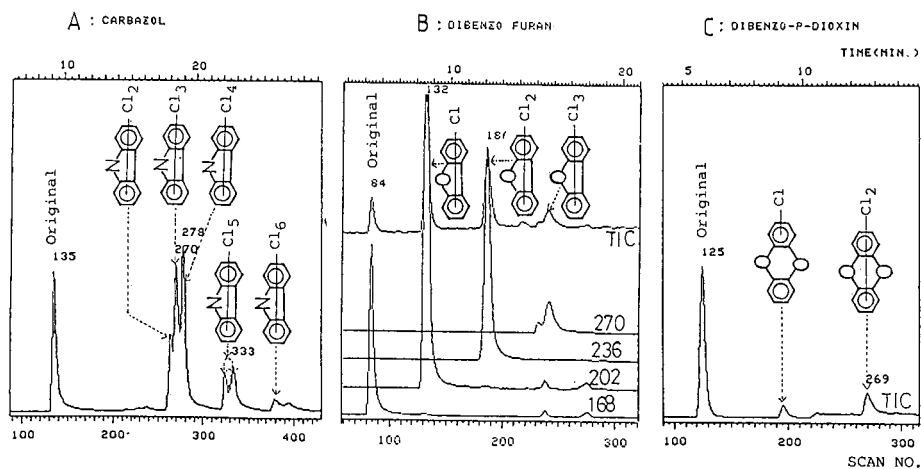 A : CARBAZOL
10 20
Cl2
Cl3
Cl4
N
N
N
Original
135
278
270
Cl5
Cl6
N
N
333
100 200 300 400
B : DIBENZO FURAN
10 20
132
Original
84
Cl
187
Cl2
Cl3
O
O
O
TIC
270
236
202
168
100 200 300
C : DIBENZO-P-DIOXIN
TIME(MIN.)
5 10
Original
125
Cl
Cl2
O
O
O
O
269
TIC
100 200 300
SCAN NO.